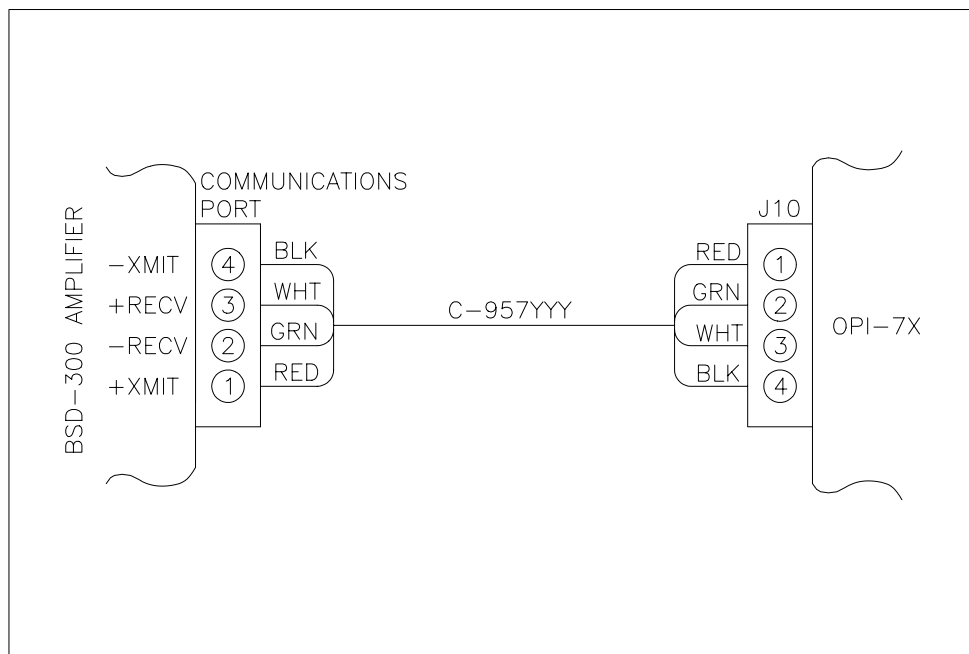 COMMUNICATIONS
PORT
BSD-300 AMPLIFIER
-XMIT 4 BLK
+RECV 3 WHT
-RECV 2 GRN
+XMIT 1 RED
C-957YYY
J10
RED 1
GRN 2
WHT 3
BLK 4
OPI-7X